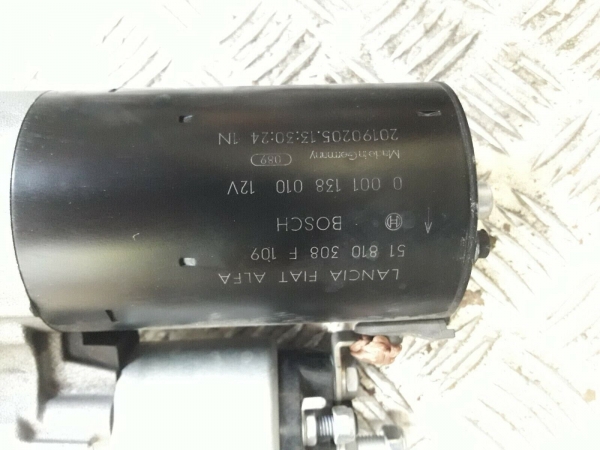 LANCIA FIAT ALFA
51 810 308 F 109
BOSCH
0 001 138 010 12V
089
Made in Germany
20190205.13:30:24 1N